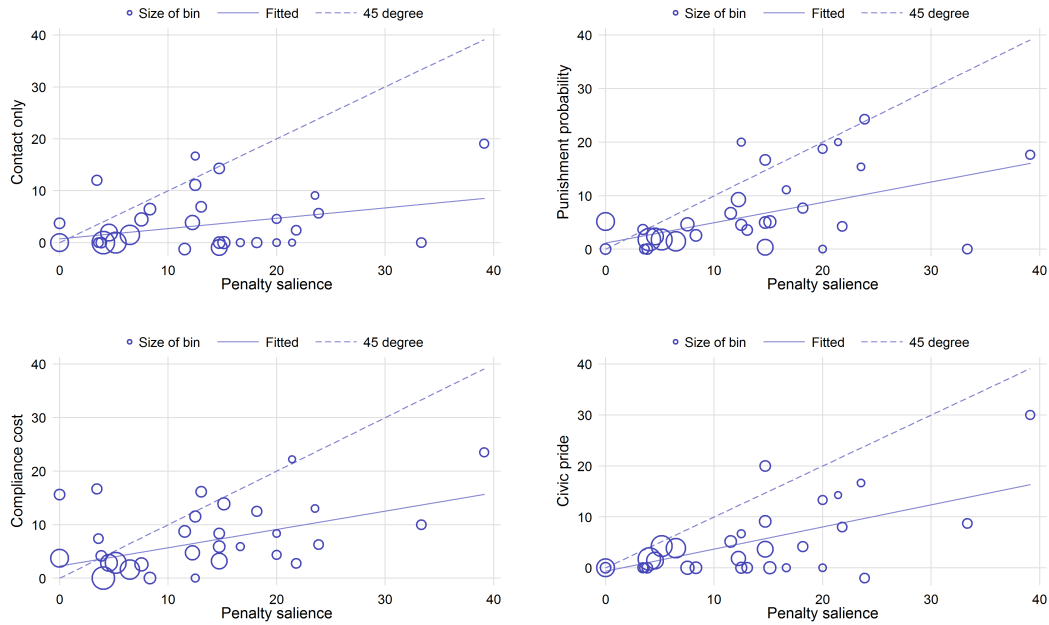 Size of bin Fitted 45 degree
Contact only
40
30
20
10
0
0 10 20 30 40
Penalty salience
Size of bin Fitted 45 degree
Punishment probability
40
30
20
10
0
0 10 20 30 40
Penalty salience
Size of bin Fitted 45 degree
Compliance cost
40
30
20
10
0
0 10 20 30 40
Penalty salience
Size of bin Fitted 45 degree
Civic pride
40
30
20
10
0
0 10 20 30 40
Penalty salience